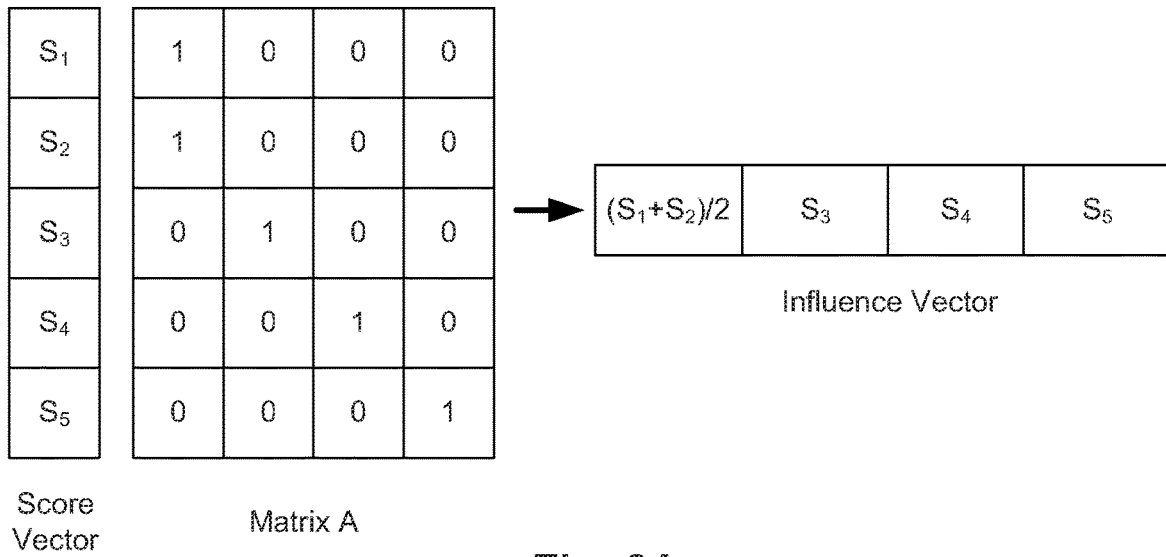 S₁ 1 0 0 0
S₂ 1 0 0 0
S₃ 0 1 0 0
S₄ 0 0 1 0
S₅ 0 0 0 1
(S₁+S₂)/2 S₃ S₄ S₅
Influence Vector
Score
Vector
Matrix A